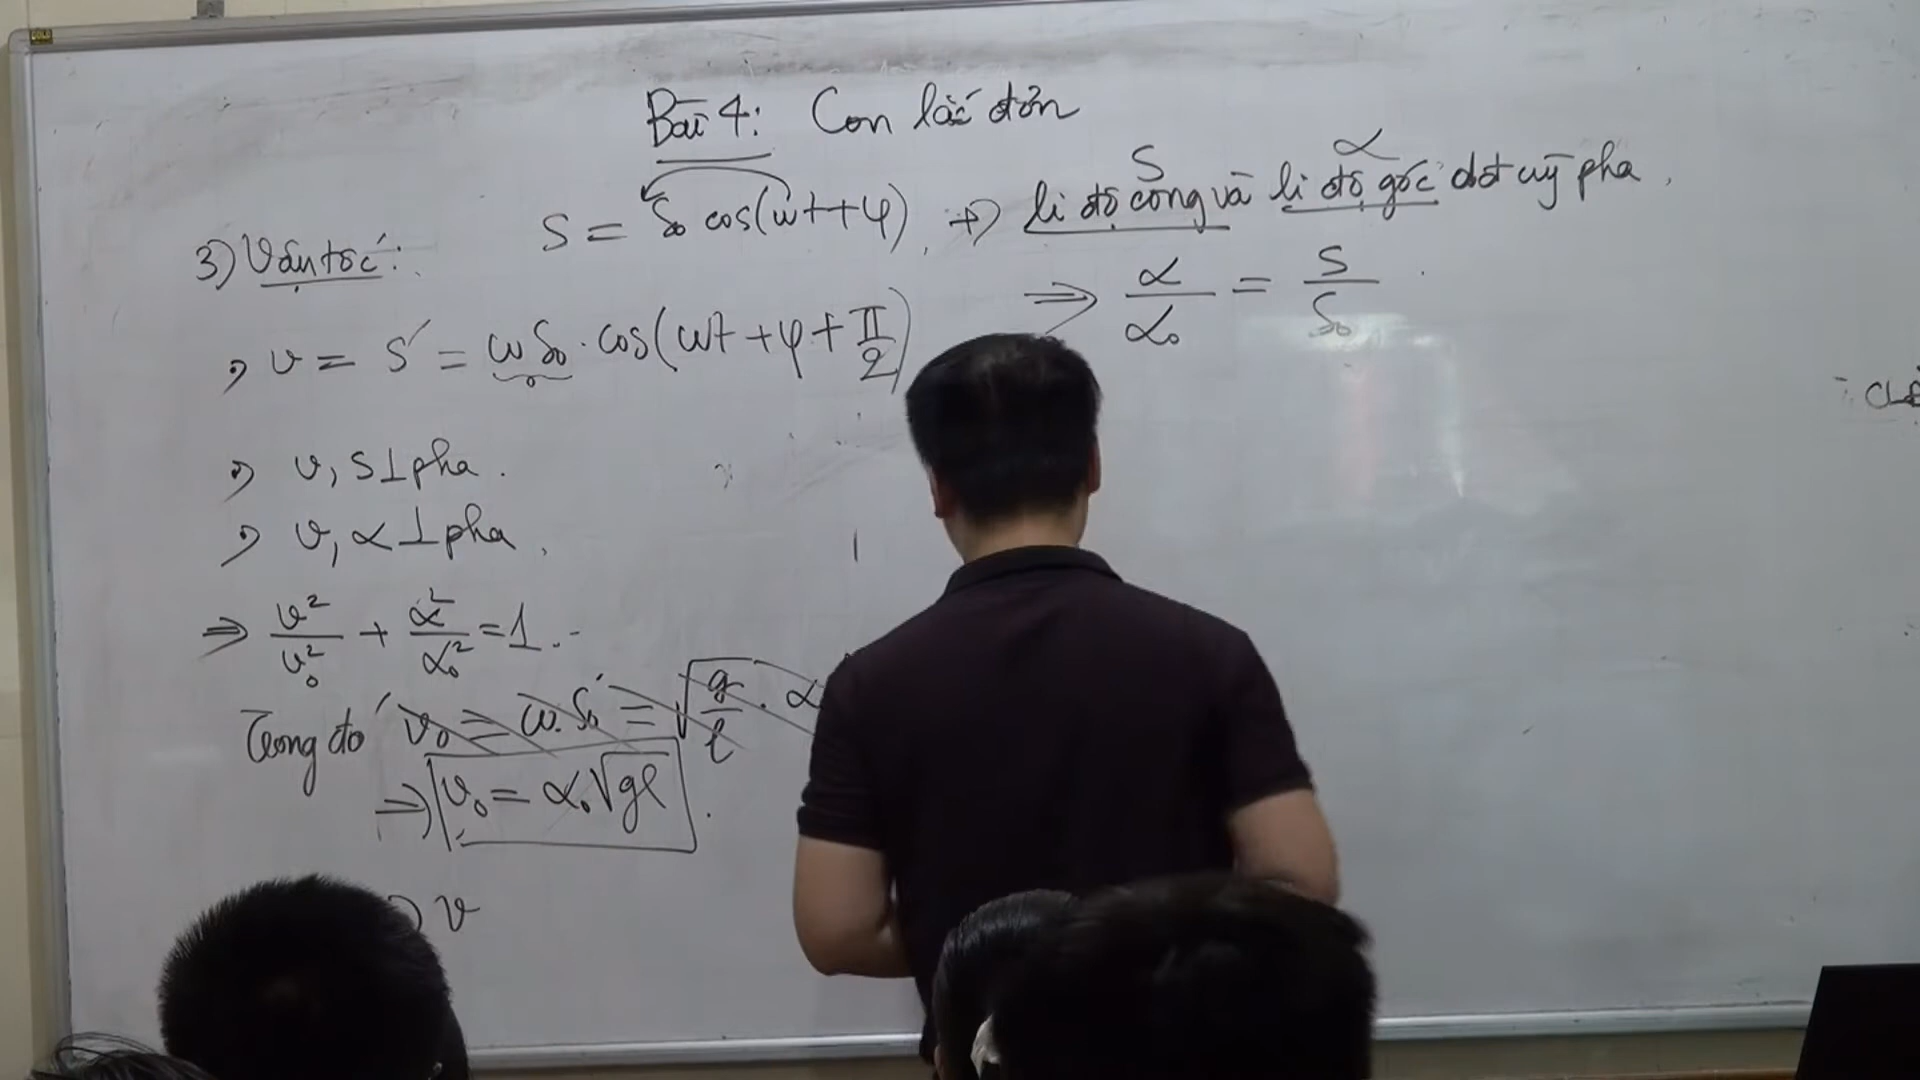 Bài 4: Con lắc đơn
S = S₀ cos(ωt+φ), → li độ cong và li độ góc dđ cùng pha.
S α
3) Vận tốc:
⇒ α/α₀ = S/S₀
→ v = S' = ωS₀ . cos(ωt + φ + π/2)
→ v, S ⊥ pha.
→ v, α ⊥ pha.
⇒ v²/v₀² + α²/α₀² = 1.
Trong đó v₀ = ω.S₀ = √(g/l) . α
⇒ v₀ = α₀√gl.
v